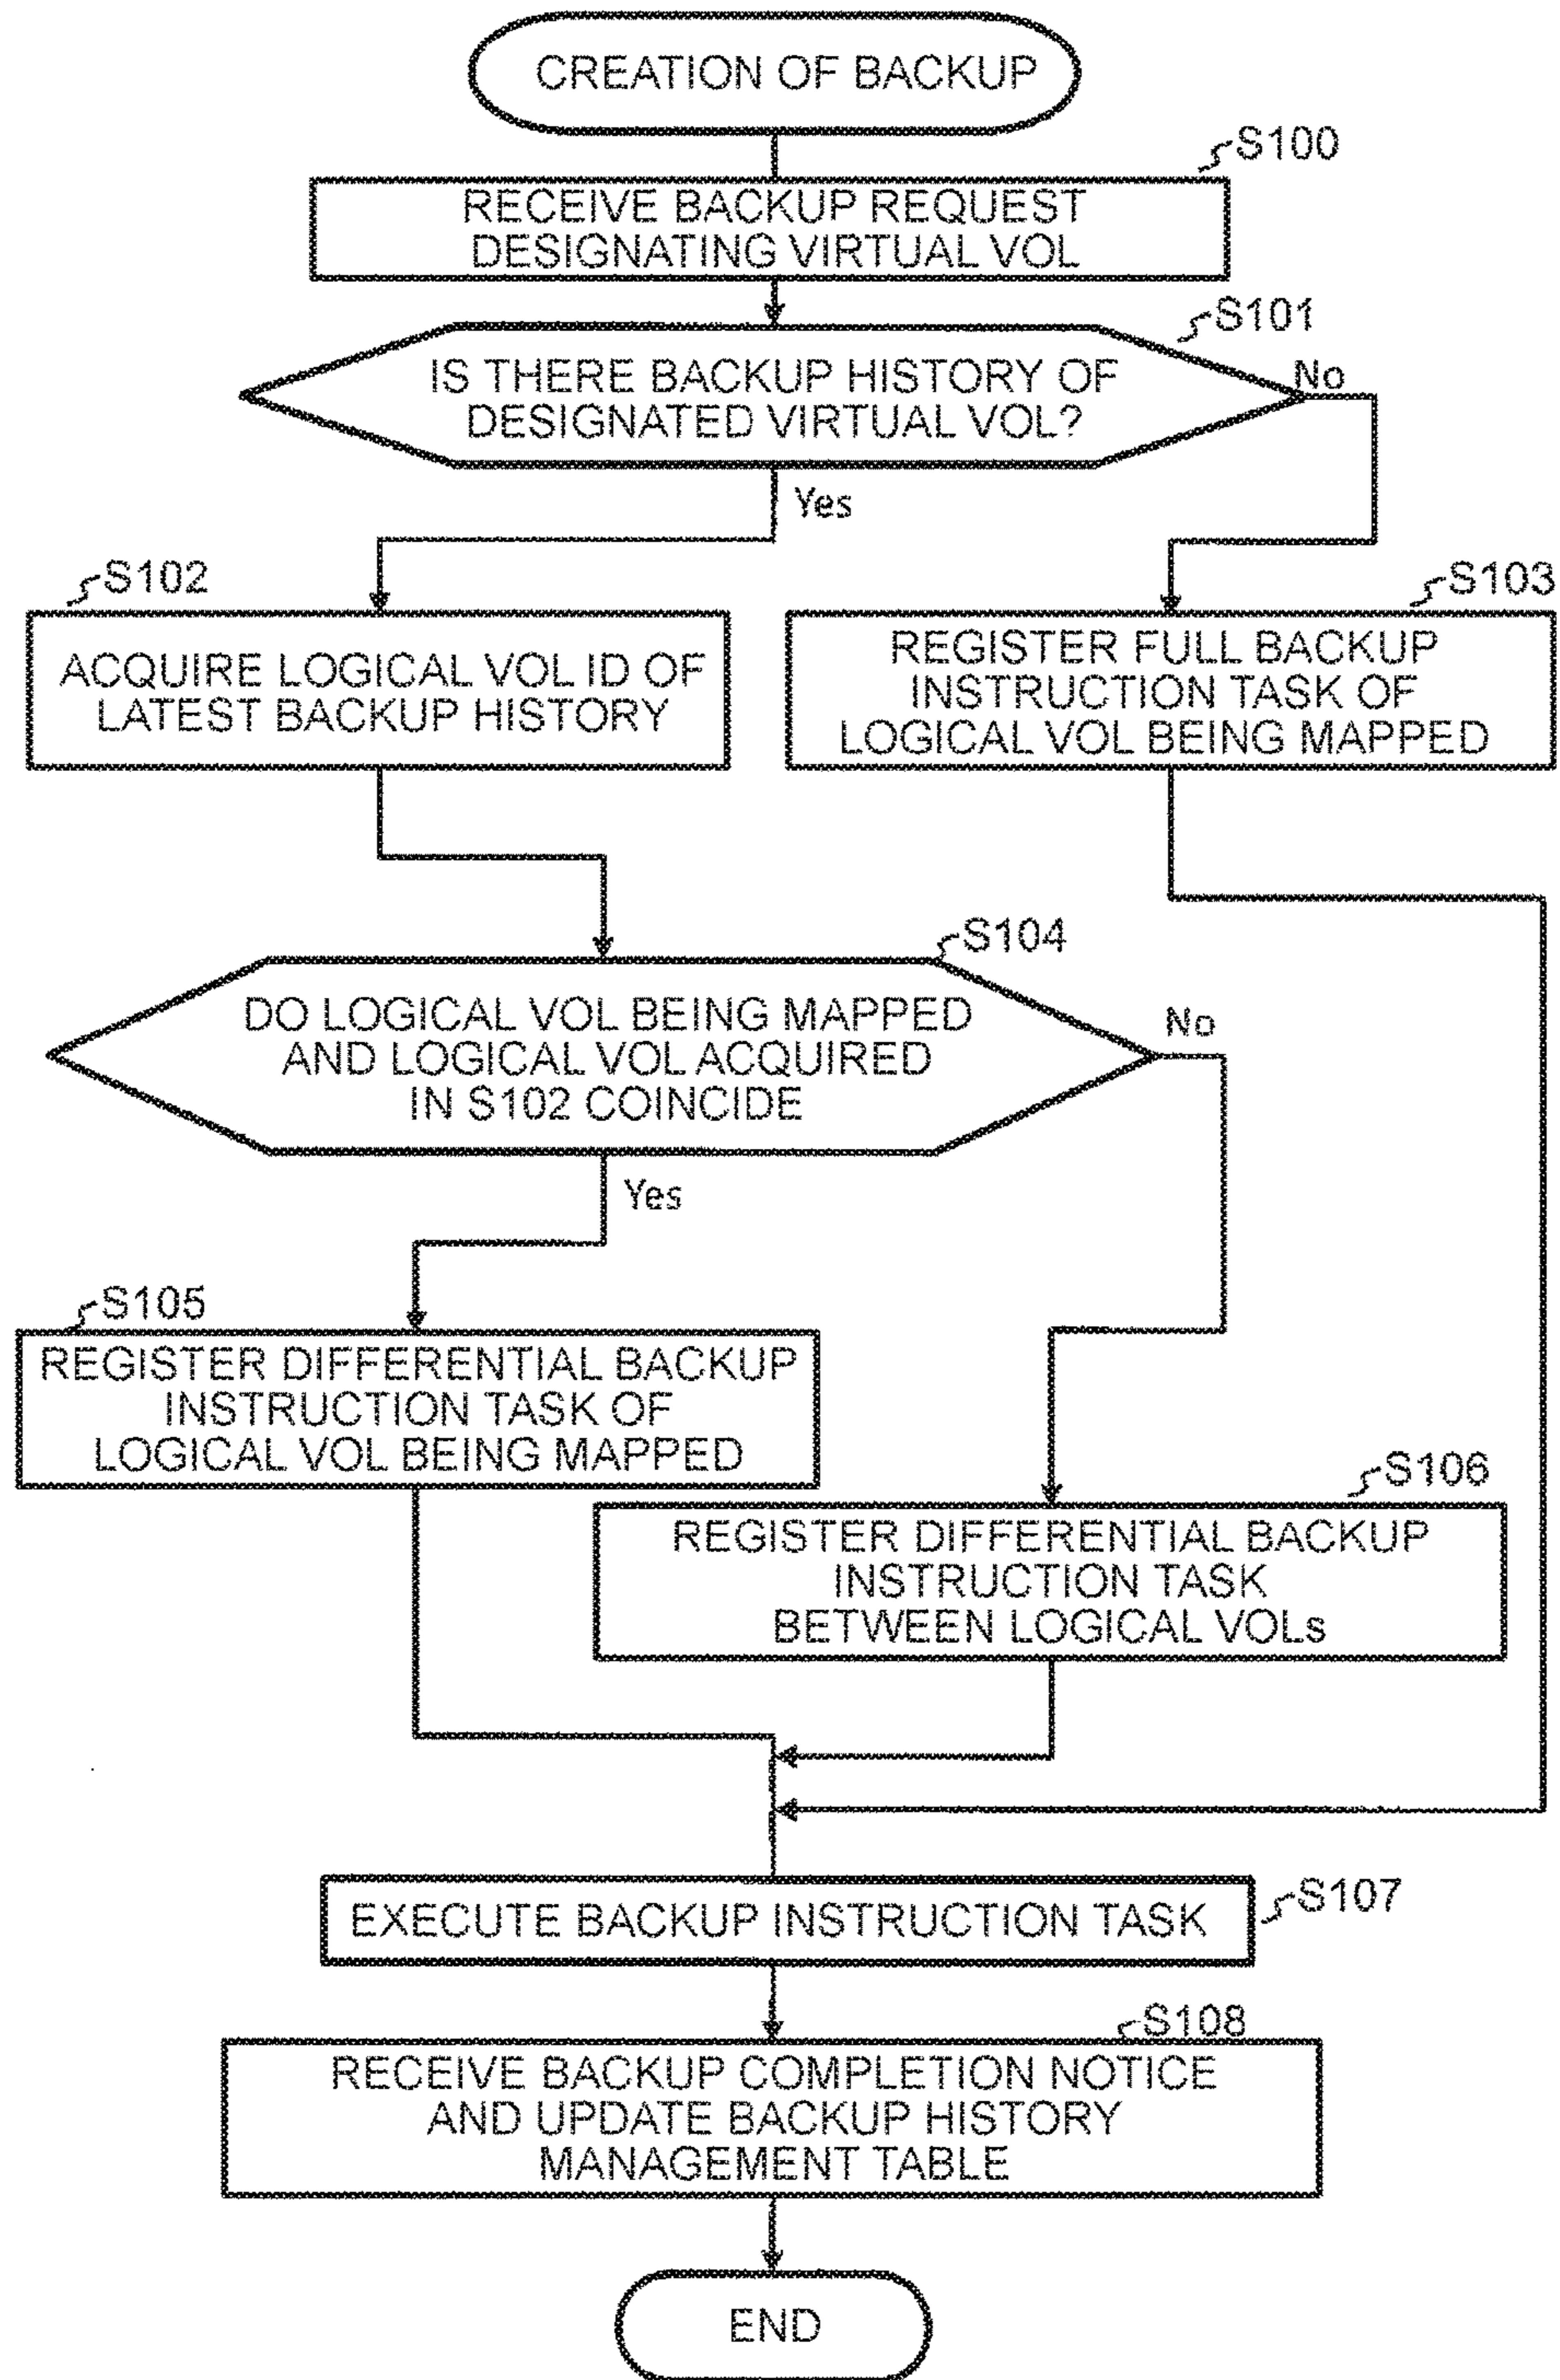 CREATION OF BACKUP
S100
RECEIVE BACKUP REQUEST
DESIGNATING VIRTUAL VOL
S101
IS THERE BACKUP HISTORY OF
DESIGNATED VIRTUAL VOL?
No
Yes
S102
ACQUIRE LOGICAL VOL ID OF
LATEST BACKUP HISTORY
S103
REGISTER FULL BACKUP
INSTRUCTION TASK OF
LOGICAL VOL BEING MAPPED
S104
DO LOGICAL VOL BEING MAPPED
AND LOGICAL VOL ACQUIRED
IN S102 COINCIDE
No
Yes
S105
REGISTER DIFFERENTIAL BACKUP
INSTRUCTION TASK OF
LOGICAL VOL BEING MAPPED
S106
REGISTER DIFFERENTIAL BACKUP
INSTRUCTION TASK
BETWEEN LOGICAL VOLs
EXECUTE BACKUP INSTRUCTION TASK
S107
S108
RECEIVE BACKUP COMPLETION NOTICE
AND UPDATE BACKUP HISTORY
MANAGEMENT TABLE
END